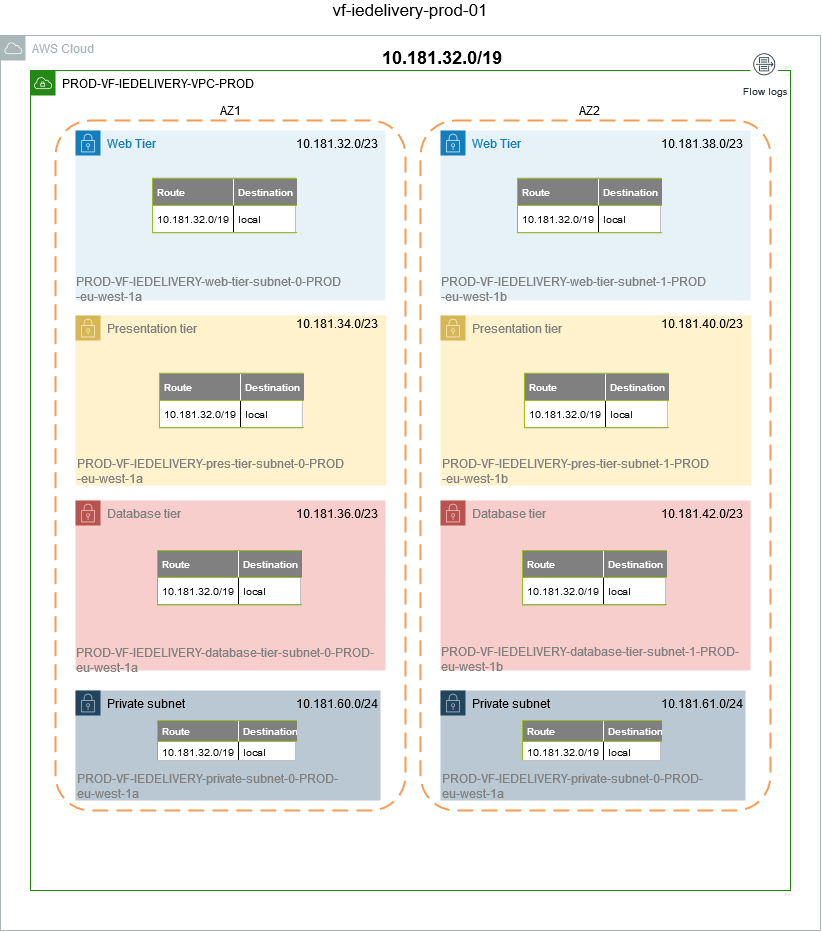 vf-iedelivery-prod-01
AWS Cloud
10.181.32.0/19
PROD-VF-IEDELIVERY-VPC-PROD
Flow logs
AZ1
Web Tier
10.181.32.0/23
Route Destination
10.181.32.0/19 local
PROD-VF-IEDELIVERY-web-tier-subnet-0-PROD
-eu-west-1a
Presentation tier
10.181.34.0/23
Route Destination
10.181.32.0/19 local
PROD-VF-IEDELIVERY-pres-tier-subnet-0-PROD
-eu-west-1a
Database tier
10.181.36.0/23
Route Destination
10.181.32.0/19 local
PROD-VF-IEDELIVERY-database-tier-subnet-0-PROD-
eu-west-1a
Private subnet
10.181.60.0/24
Route Destination
10.181.32.0/19 local
PROD-VF-IEDELIVERY-private-subnet-0-PROD-
eu-west-1a
AZ2
Web Tier
10.181.38.0/23
Route Destination
10.181.32.0/19 local
PROD-VF-IEDELIVERY-web-tier-subnet-1-PROD
-eu-west-1b
Presentation tier
10.181.40.0/23
Route Destination
10.181.32.0/19 local
PROD-VF-IEDELIVERY-pres-tier-subnet-1-PROD
-eu-west-1b
Database tier
10.181.42.0/23
Route Destination
10.181.32.0/19 local
PROD-VF-IEDELIVERY-database-tier-subnet-1-PROD-
eu-west-1b
Private subnet
10.181.61.0/24
Route Destination
10.181.32.0/19 local
PROD-VF-IEDELIVERY-private-subnet-0-PROD-
eu-west-1a